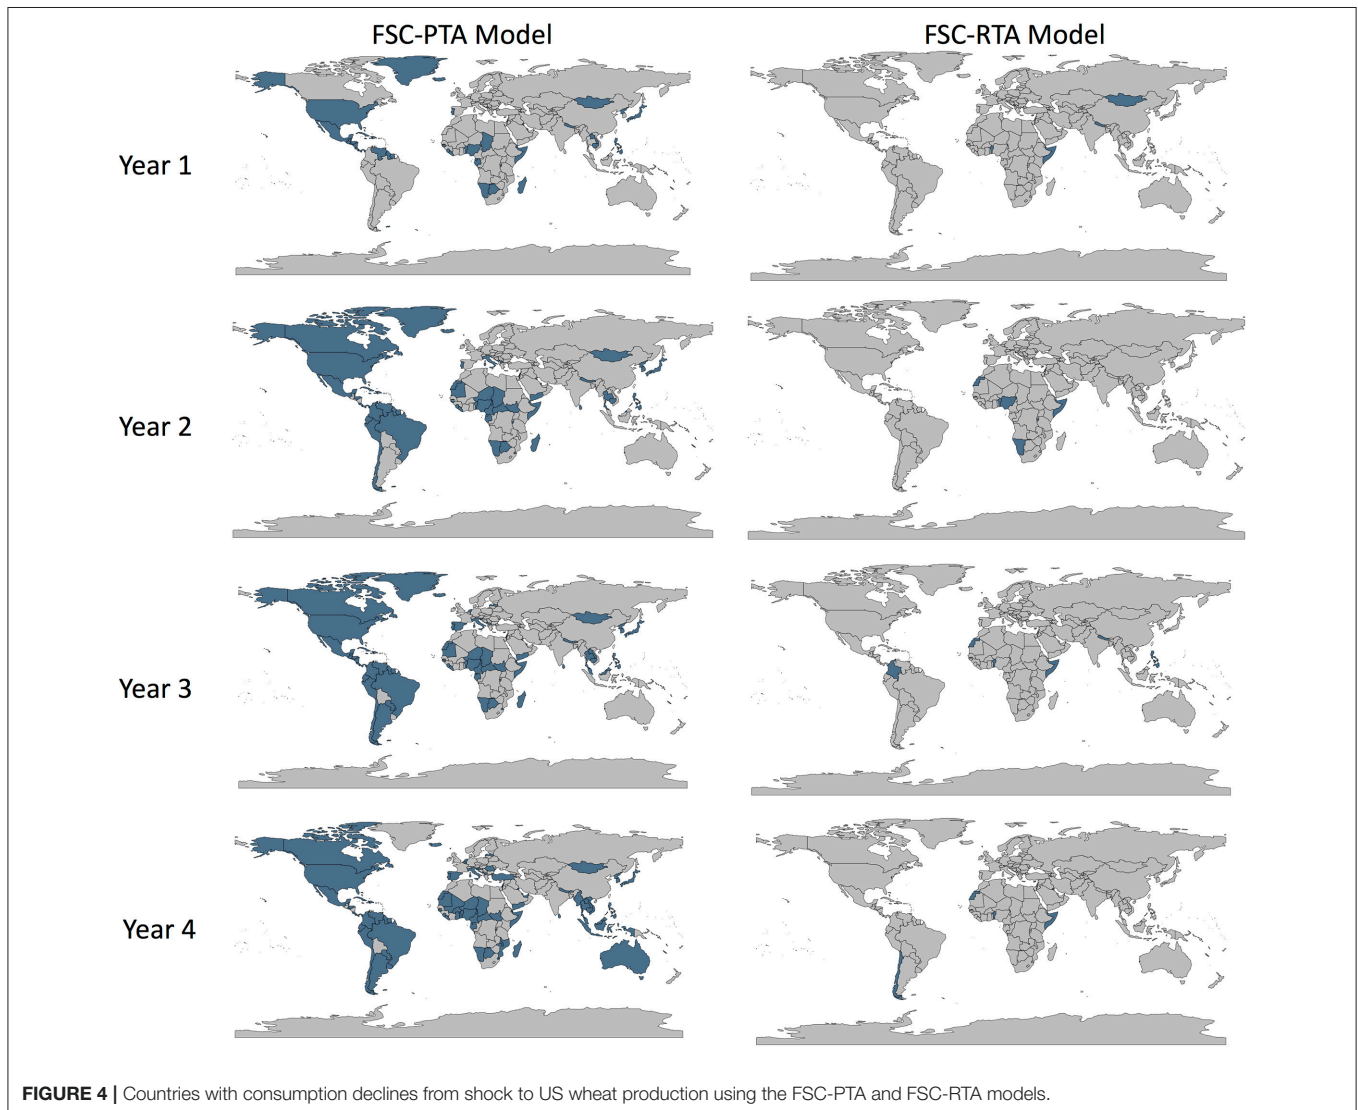 FSC-PTA Model
FSC-RTA Model
Year 1
Year 2
Year 3
Year 4
FIGURE 4 | Countries with consumption declines from shock to US wheat production using the FSC-PTA and FSC-RTA models.